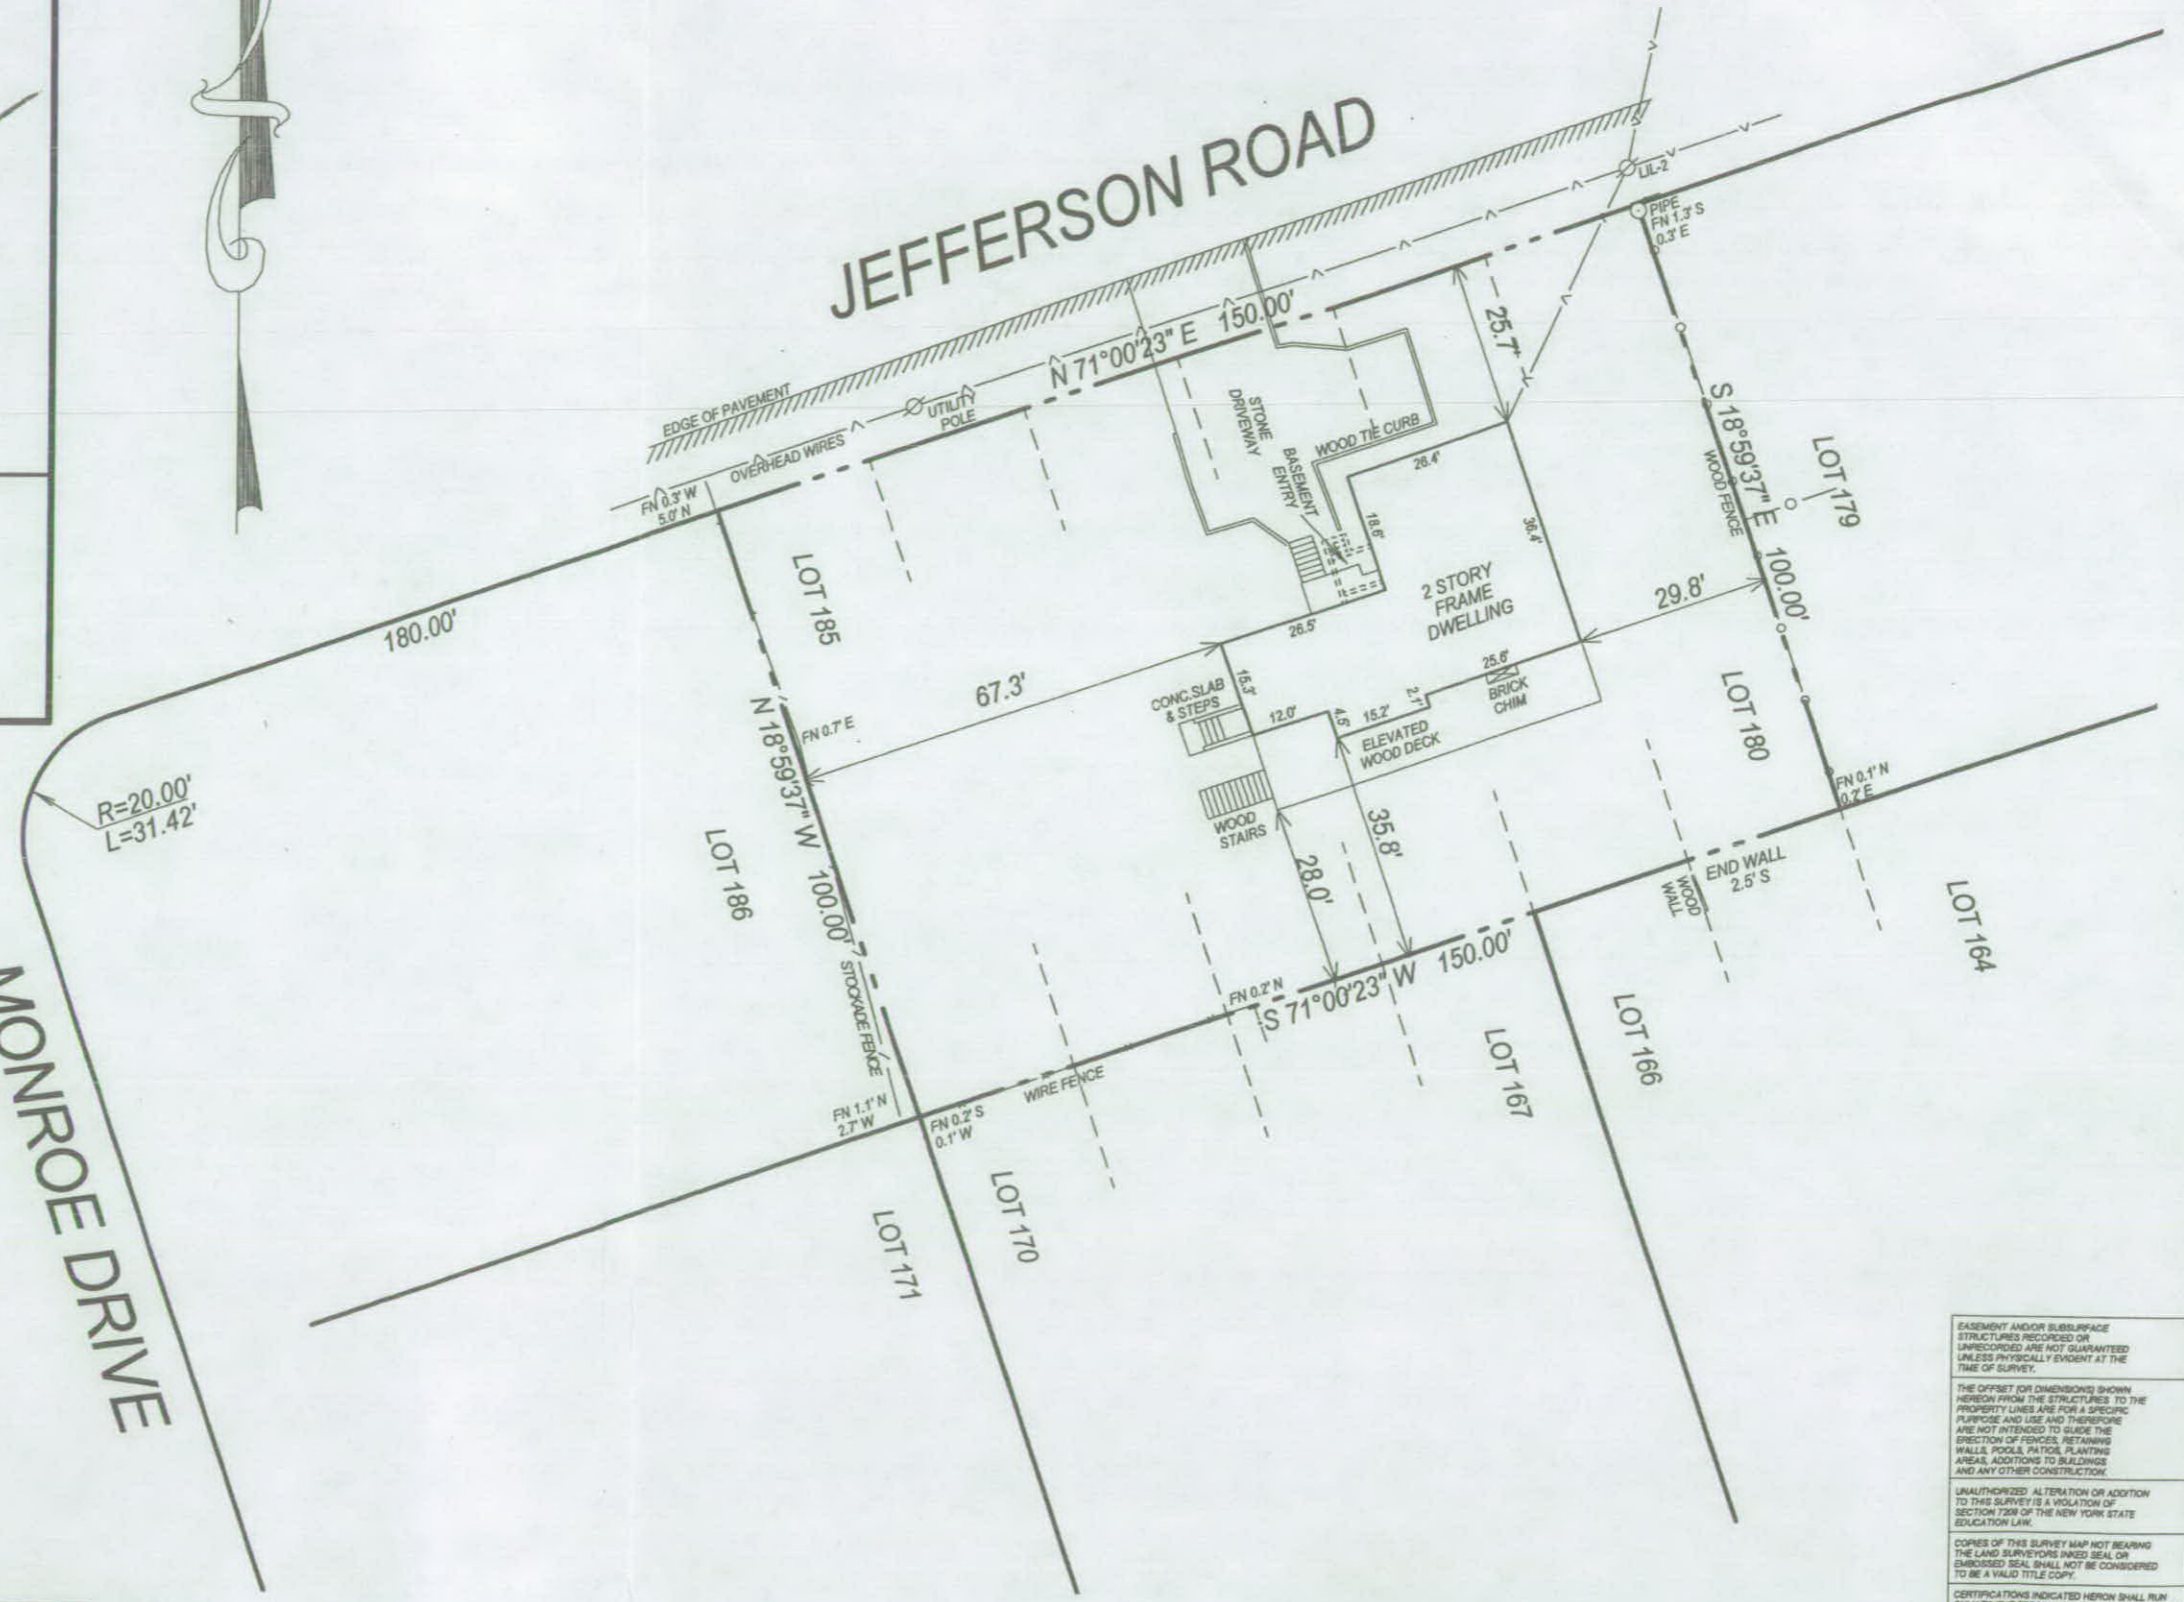 JEFFERSON ROAD
EDGE OF PAVEMENT
OVERHEAD WIRES
UTILITY
POLE
N 71°00'23" E 150.00'
UL-2
PIPE
FN 1.3' S
0.3' E
FN 0.3' W
5.0' N
180.00'
R=20.00'
L=31.42'
MONROE DRIVE
LOT 185
LOT 186
N 18°59'37" W 100.00'
FN 0.7' E
67.3'
STONE
DRIVEWAY
BASEMENT
ENTRY
WOOD TIE CURB
25.7'
26.4'
18.6'
36.4'
26.5'
2 STORY
FRAME
DWELLING
29.8'
S 18°59'37" E 100.00'
WOOD FENCE
LOT 179
LOT 180
15.3'
CONC.SLAB
& STEPS
12.0'
4.6'
15.2'
2.1'
25.6'
BRICK
CHIM
ELEVATED
WOOD DECK
WOOD
STAIRS
28.0'
35.8'
FN 0.1' N
0.2' E
END WALL
2.5' S
WOOD
WALL
LOT 164
LOT 166
LOT 167
S 71°00'23" W 150.00'
FN 0.2' N
WIRE FENCE
STOCKADE FENCE
FN 1.1' N
2.7' W
FN 0.2' S
0.1' W
LOT 170
LOT 171
EASEMENT AND/OR SUBSURFACE
STRUCTURES RECORDED OR
UNRECORDED ARE NOT GUARANTEED
UNLESS PHYSICALLY EVIDENT AT THE
TIME OF SURVEY.
THE OFFSET (OR DIMENSIONS) SHOWN
HEREON FROM THE STRUCTURES TO THE
PROPERTY LINES ARE FOR A SPECIFIC
PURPOSE AND USE AND THEREFORE
ARE NOT INTENDED TO GUIDE THE
ERECTION OF FENCES, RETAINING
WALLS, POOLS, PATIOS, PLANTING
AREAS, ADDITIONS TO BUILDINGS
AND ANY OTHER CONSTRUCTION.
UNAUTHORIZED ALTERATION OR ADDITION
TO THIS SURVEY IS A VIOLATION OF
SECTION 7209 OF THE NEW YORK STATE
EDUCATION LAW.
COPIES OF THIS SURVEY MAP NOT BEARING
THE LAND SURVEYORS INKED SEAL OR
EMBOSSED SEAL SHALL NOT BE CONSIDERED
TO BE A VALID TITLE COPY.
CERTIFICATIONS INDICATED HERON SHALL RUN